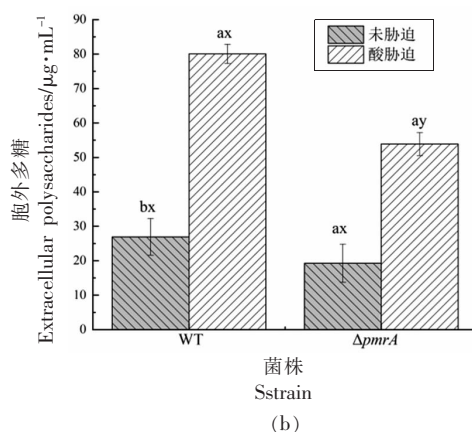 胞外多糖
Extracellular polysaccharides/μg·mL⁻¹
90
80
70
60
50
40
30
20
10
0
未胁迫
酸胁迫
bx
ax
ax
ay
WT
ΔpmrA
菌株
Sstrain
(b)